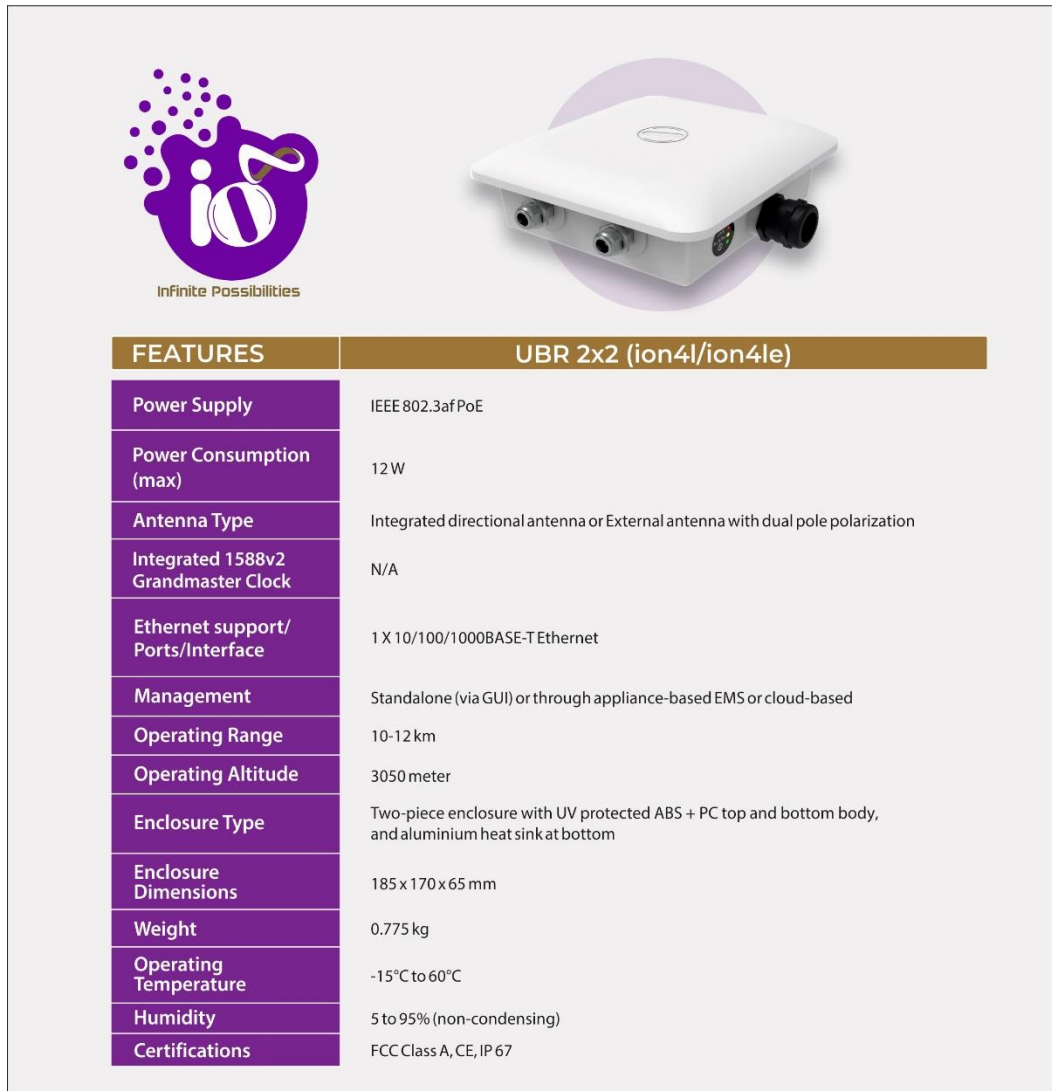 io
Infinite Possibilities
FEATURES
UBR 2x2 (ion4l/ion4le)
Power Supply
IEEE 802.3af PoE
Power Consumption
(max)
12 W
Antenna Type
Integrated directional antenna or External antenna with dual pole polarization
Integrated 1588v2
Grandmaster Clock
N/A
Ethernet support/
Ports/Interface
1 X 10/100/1000BASE-T Ethernet
Management
Standalone (via GUI) or through appliance-based EMS or cloud-based
Operating Range
10-12 km
Operating Altitude
3050 meter
Enclosure Type
Two-piece enclosure with UV protected ABS + PC top and bottom body,
and aluminium heat sink at bottom
Enclosure
Dimensions
185 x 170 x 65 mm
Weight
0.775 kg
Operating
Temperature
-15°C to 60°C
Humidity
5 to 95% (non-condensing)
Certifications
FCC Class A, CE, IP 67